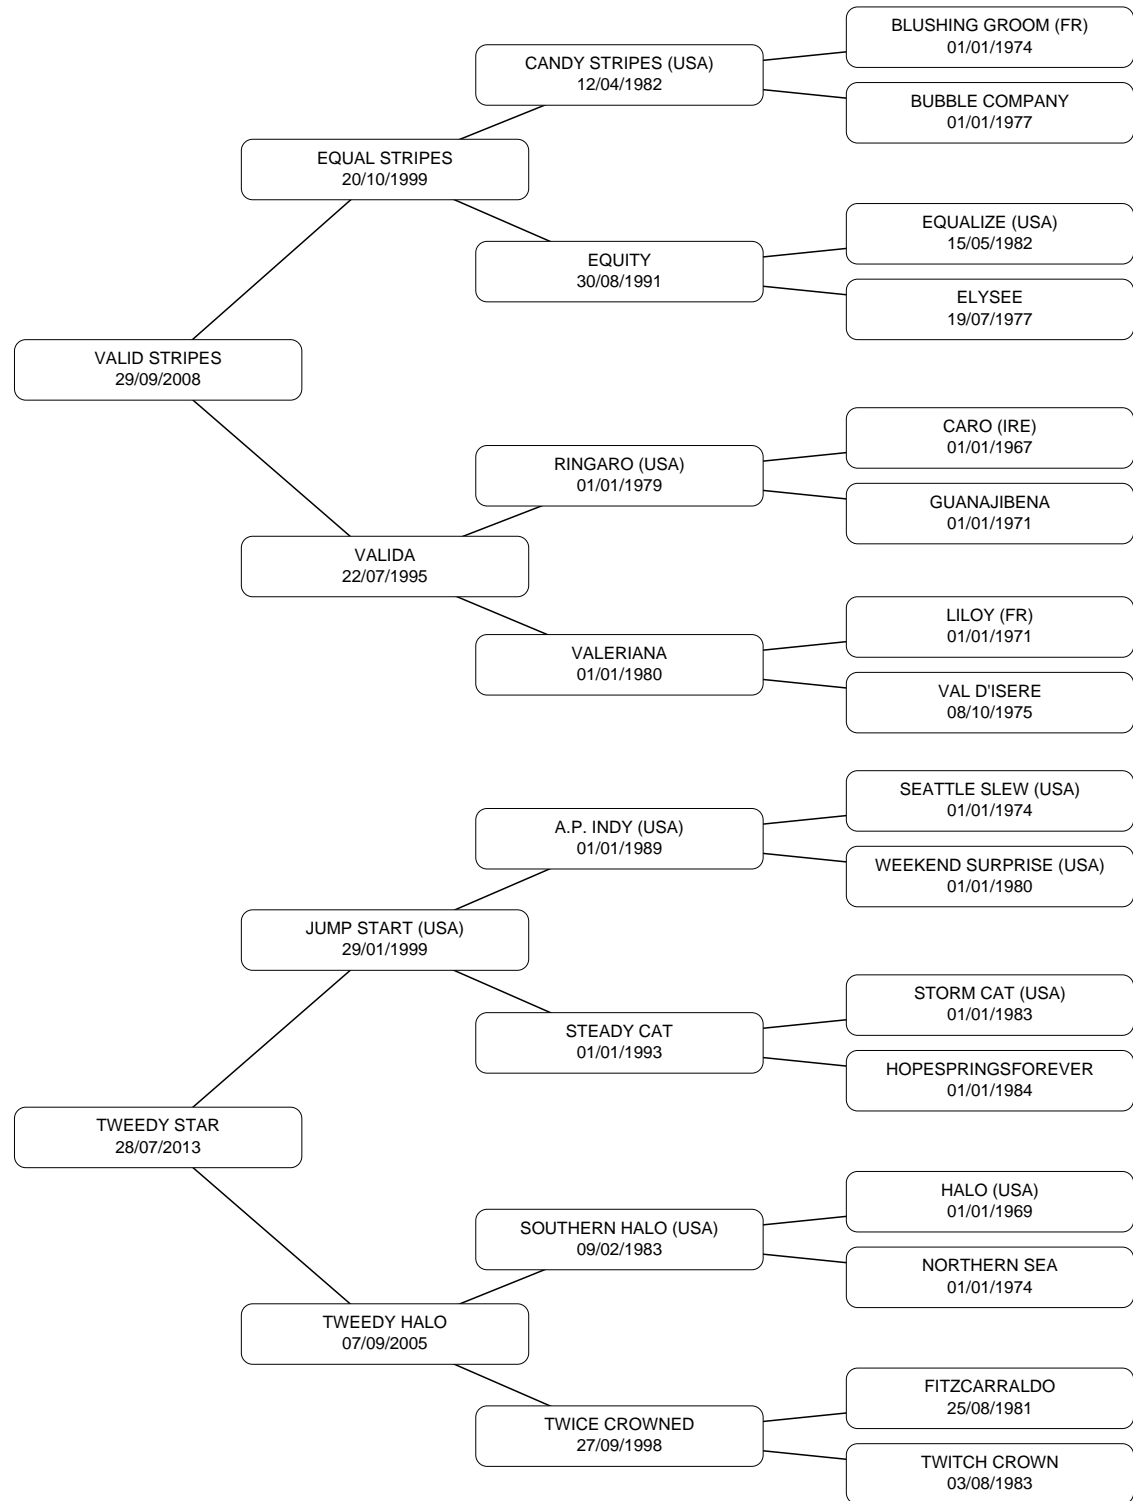 BLUSHING GROOM (FR)
01/01/1974
CANDY STRIPES (USA)
12/04/1982
BUBBLE COMPANY
01/01/1977
EQUAL STRIPES
20/10/1999
EQUALIZE (USA)
15/05/1982
EQUITY
30/08/1991
ELYSEE
19/07/1977
VALID STRIPES
29/09/2008
CARO (IRE)
01/01/1967
RINGARO (USA)
01/01/1979
GUANAJIBENA
01/01/1971
VALIDA
22/07/1995
LILOY (FR)
01/01/1971
VALERIANA
01/01/1980
VAL D'ISERE
08/10/1975
SEATTLE SLEW (USA)
01/01/1974
A.P. INDY (USA)
01/01/1989
WEEKEND SURPRISE (USA)
01/01/1980
JUMP START (USA)
29/01/1999
STORM CAT (USA)
01/01/1983
STEADY CAT
01/01/1993
HOPESPRINGSFOREVER
01/01/1984
TWEEDY STAR
28/07/2013
HALO (USA)
01/01/1969
SOUTHERN HALO (USA)
09/02/1983
NORTHERN SEA
01/01/1974
TWEEDY HALO
07/09/2005
FITZCARRALDO
25/08/1981
TWICE CROWNED
27/09/1998
TWITCH CROWN
03/08/1983